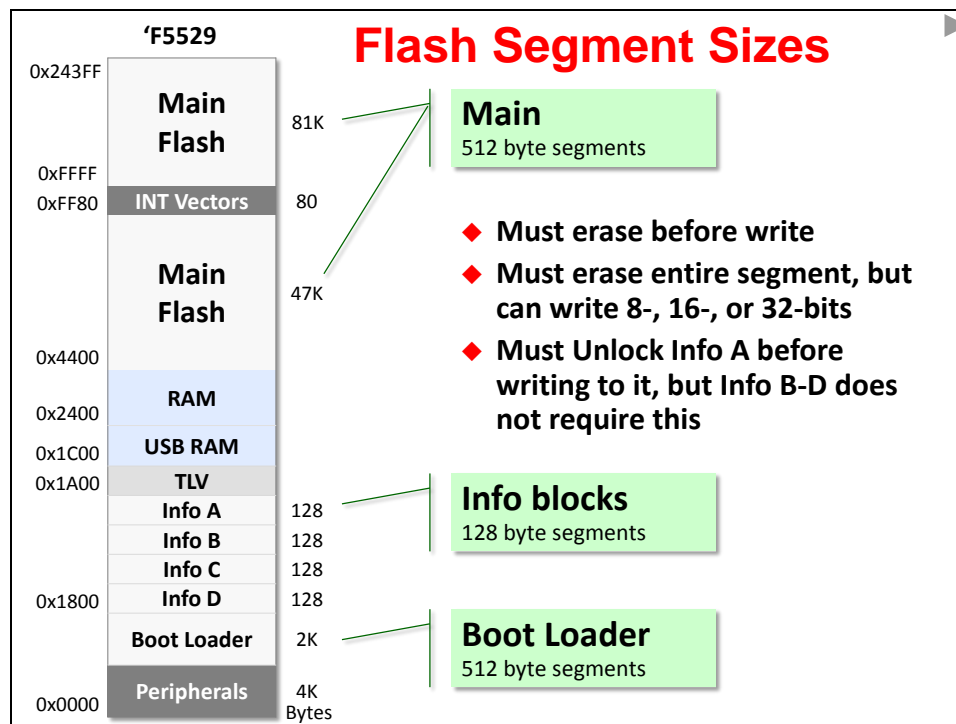 ‘F5529
Flash Segment Sizes
0x243FF
Main
Flash
81K
0xFFFF
0xFF80
INT Vectors
80
Main
Flash
47K
0x4400
RAM
0x2400
USB RAM
0x1C00
0x1A00
TLV
Info A
128
Info B
128
Info C
128
0x1800
Info D
128
Boot Loader
2K
Peripherals
4K
Bytes
0x0000
Main
512 byte segments
◆ Must erase before write
◆ Must erase entire segment, but
can write 8-, 16-, or 32-bits
◆ Must Unlock Info A before
writing to it, but Info B-D does
not require this
Info blocks
128 byte segments
Boot Loader
512 byte segments